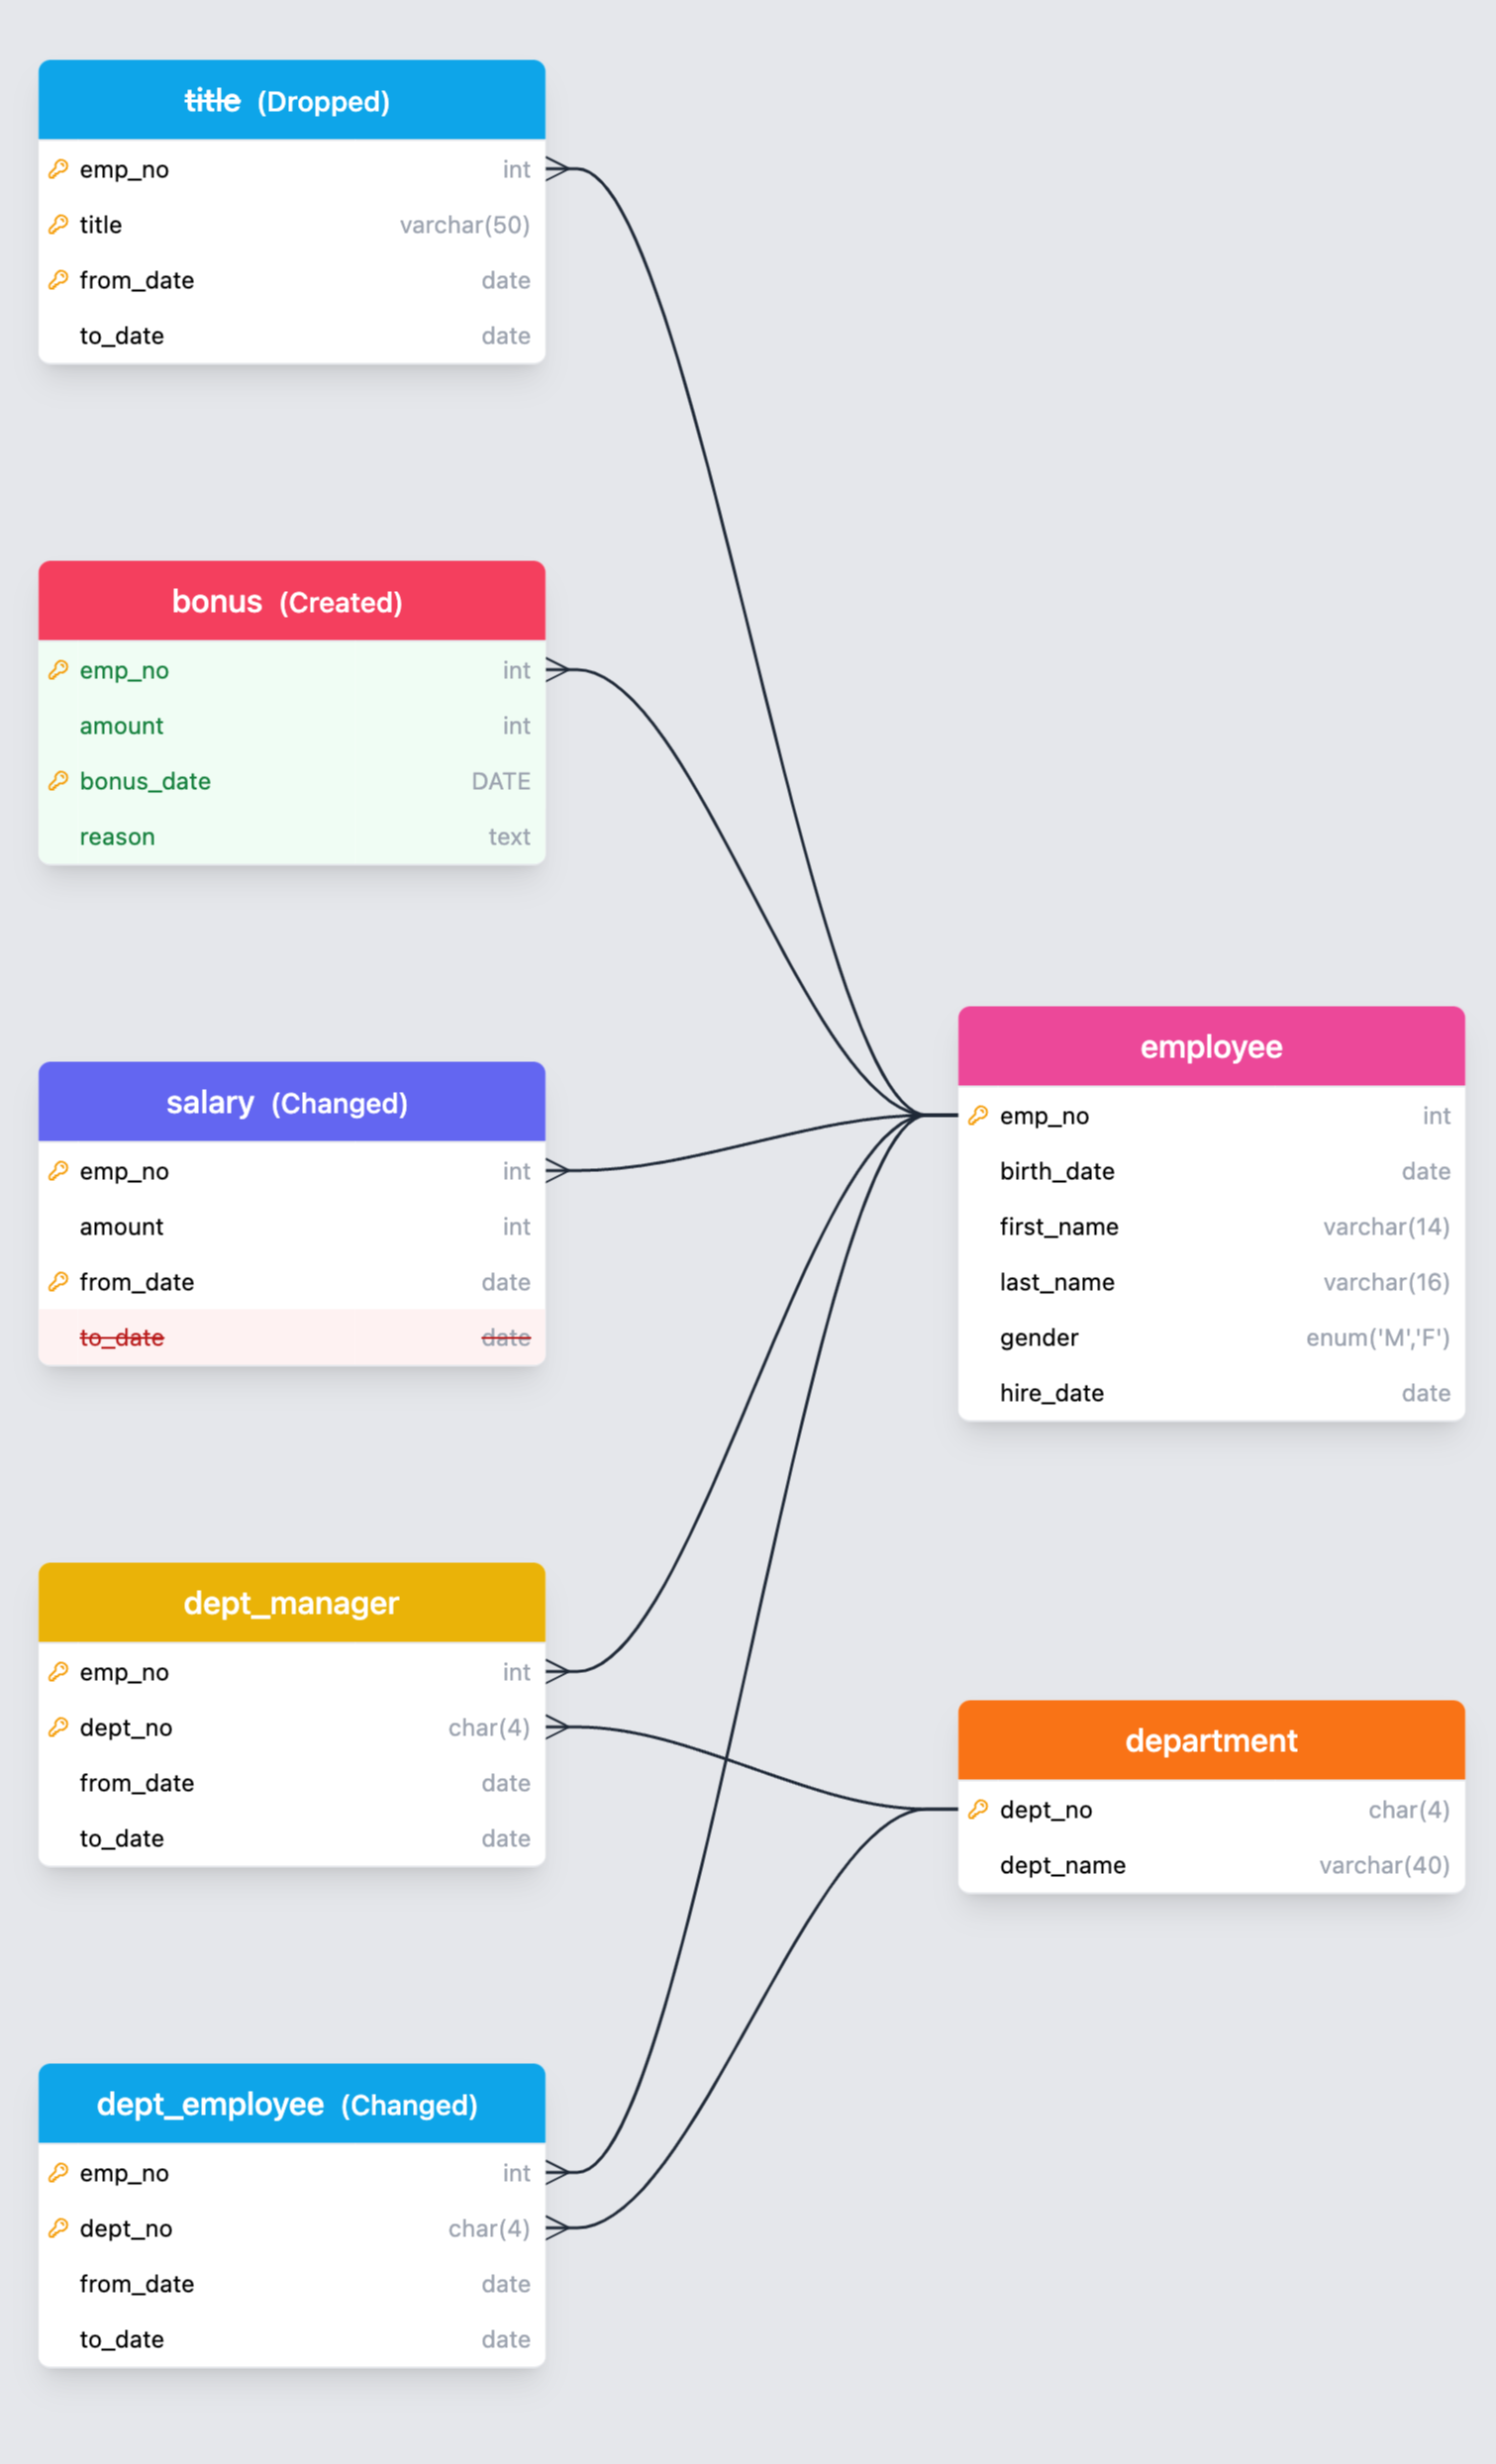 title (Dropped)
emp_no int
title varchar(50)
from_date date
to_date date
bonus (Created)
emp_no int
amount int
bonus_date DATE
reason text
salary (Changed)
emp_no int
amount int
from_date date
to_date date
employee
emp_no int
birth_date date
first_name varchar(14)
last_name varchar(16)
gender enum('M','F')
hire_date date
dept_manager
emp_no int
dept_no char(4)
from_date date
to_date date
department
dept_no char(4)
dept_name varchar(40)
dept_employee (Changed)
emp_no int
dept_no char(4)
from_date date
to_date date